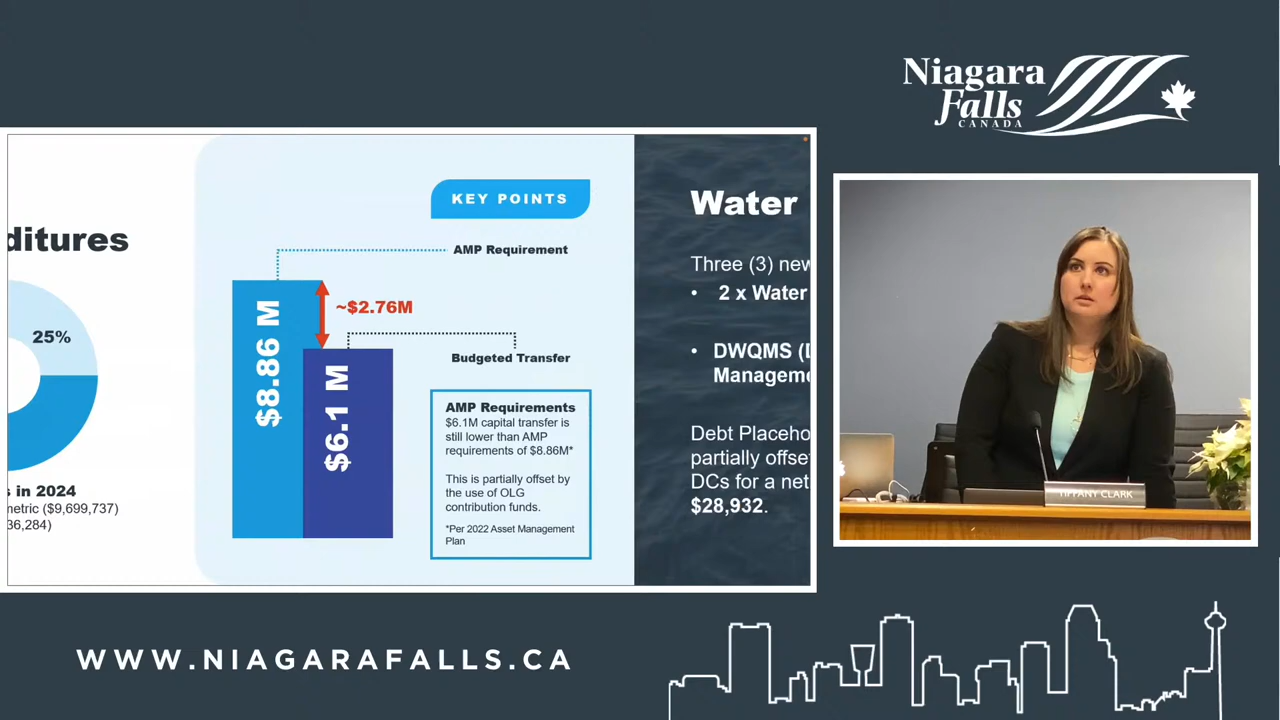 Niagara
Falls
CANADA
ditures
25%
s in 2024
metric ($9,699,737)
36,284)
KEY POINTS
AMP Requirement
~$2.76M
$8.86 M
$6.1 M
Budgeted Transfer
AMP Requirements
$6.1M capital transfer is
still lower than AMP
requirements of $8.86M*
This is partially offset by
the use of OLG
contribution funds.
*Per 2022 Asset Management
Plan
Water
Three (3) new
• 2 x Water
• DWQMS (D
Manageme
Debt Placeho
partially offse
DCs for a net
$28,932.
TIFFANY CLARK
WWW.NIAGARAFALLS.CA